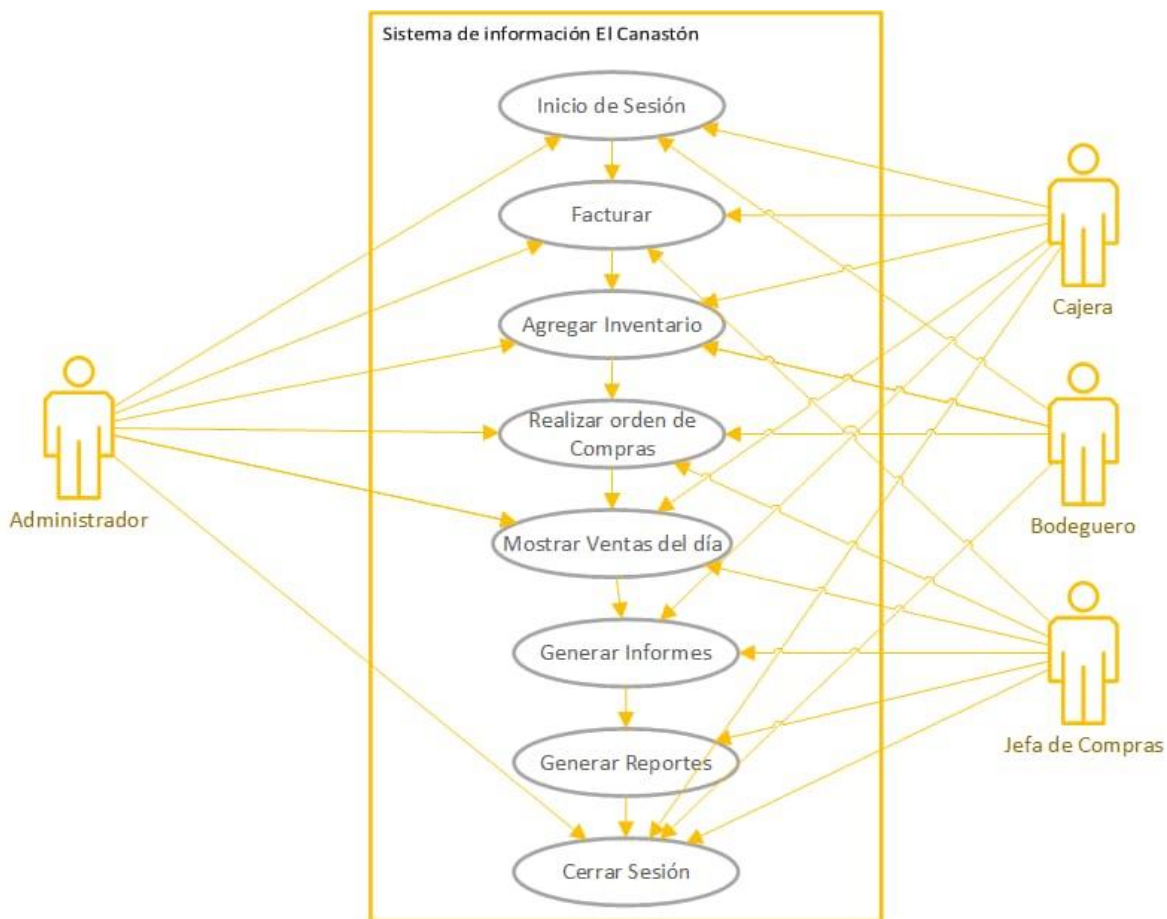 Sistema de información El Canastón
Inicio de Sesión
Facturar
Agregar Inventario
Realizar orden de
Compras
Mostrar Ventas del día
Generar Informes
Generar Reportes
Cerrar Sesión
Administrador
Cajera
Bodeguero
Jefa de Compras